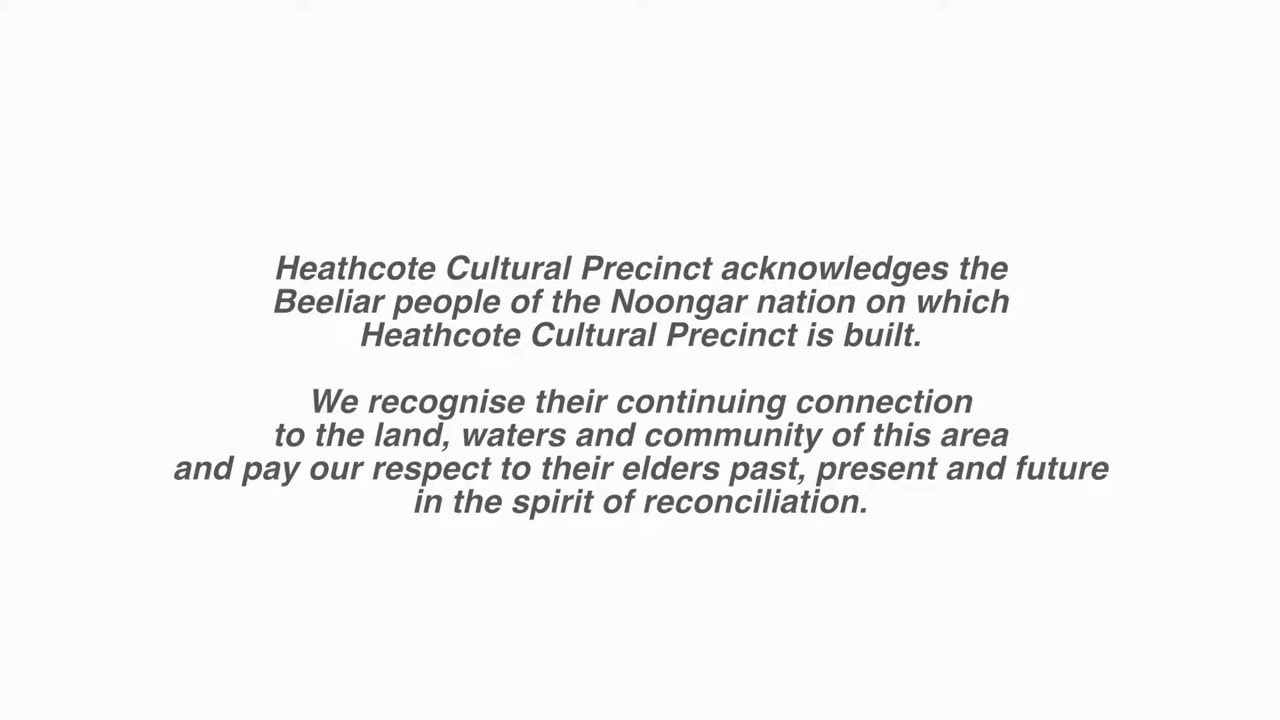 Heathcote Cultural Precinct acknowledges the
Beeliar people of the Noongar nation on which
Heathcote Cultural Precinct is built.
We recognise their continuing connection
to the land, waters and community of this area
and pay our respect to their elders past, present and future
in the spirit of reconciliation.